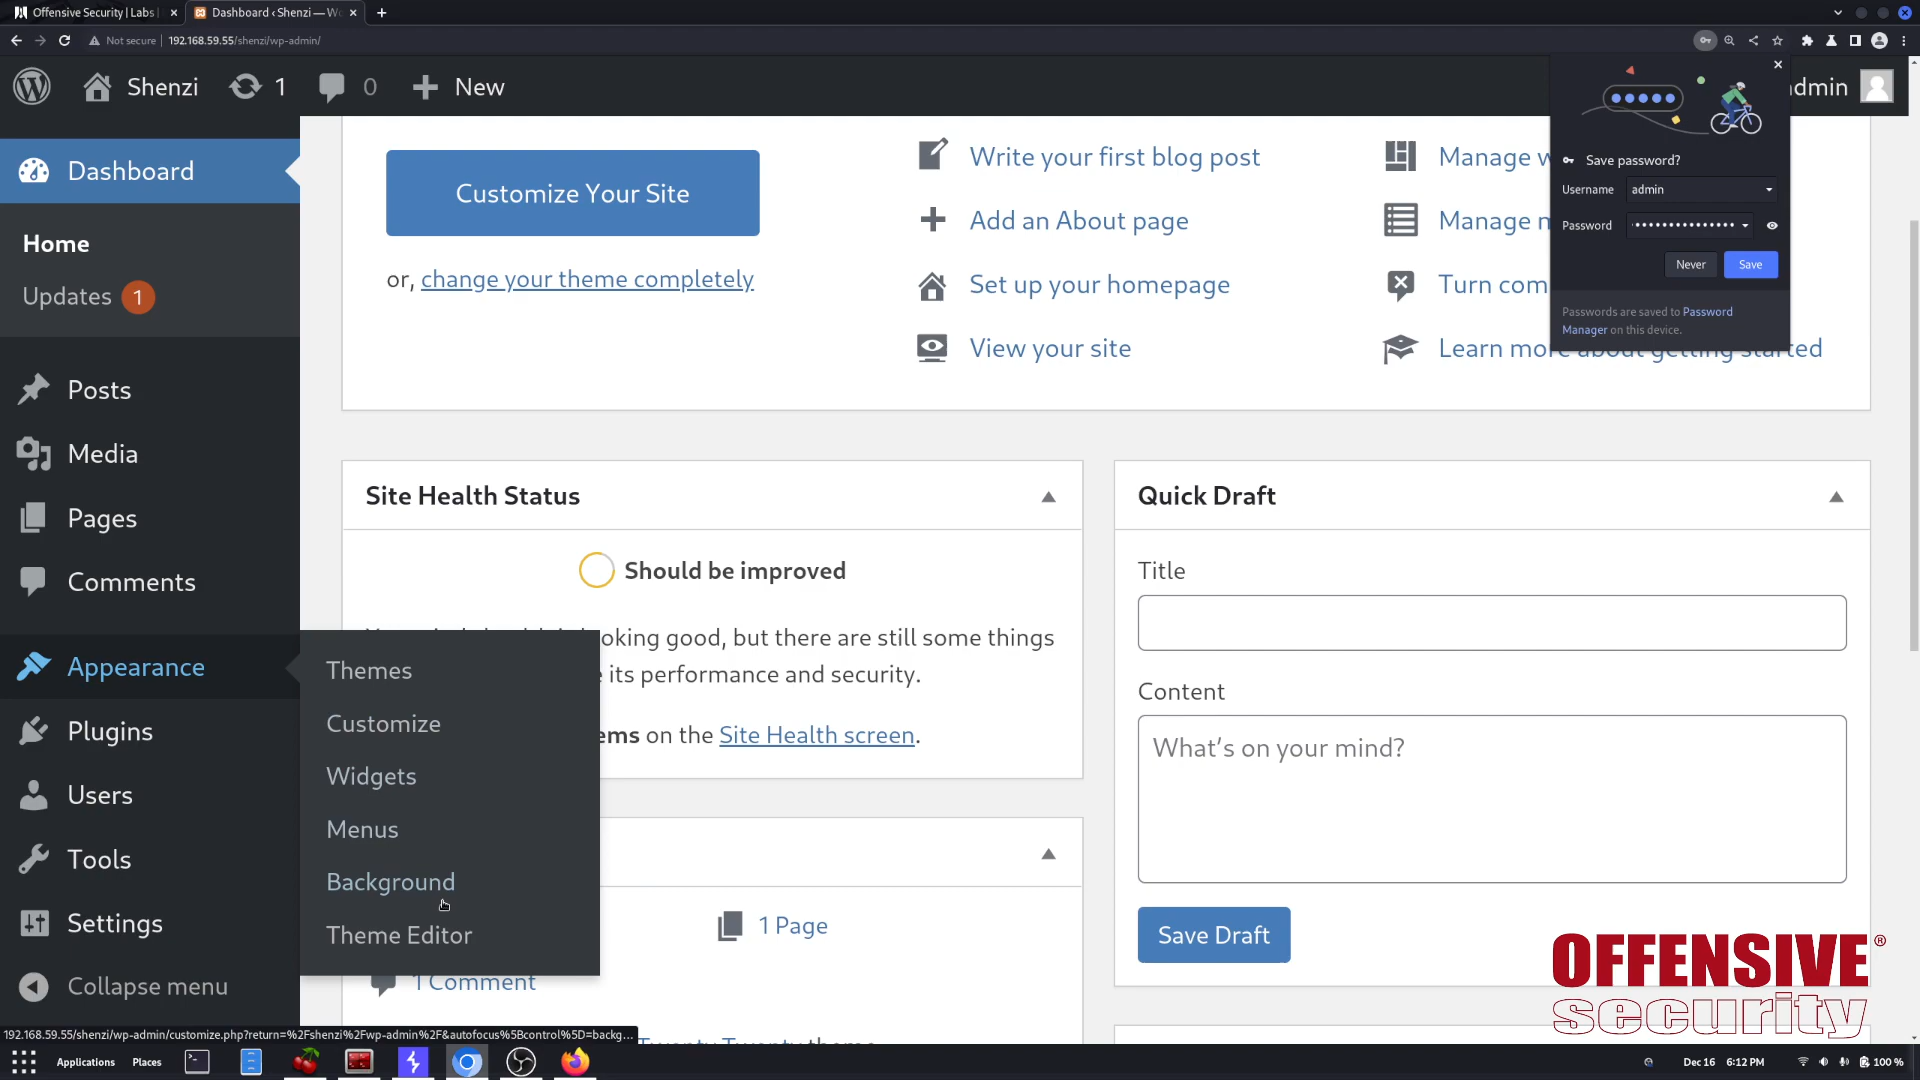 Offensive Security | Labs
Dashboard ‹ Shenzi — W
Not secure
192.168.59.55/shenzi/wp-admin/
Shenzi
1
0
New
dmin
Dashboard
Home
Updates 1
Posts
Media
Pages
Comments
Appearance
Plugins
Users
Tools
Settings
Collapse menu
Themes
Customize
Widgets
Menus
Background
Theme Editor
Customize Your Site
or, change your theme completely
Write your first blog post
Add an About page
Set up your homepage
View your site
Manage w
Manage
Turn com
Learn more about getting started
Save password?
Username
admin
Password
•••••••••••••••
Never
Save
Passwords are saved to Password
Manager on this device.
Site Health Status
Should be improved
oking good, but there are still some things
its performance and security.
ems on the Site Health screen.
1 Page
1 Comment
Twenty Twenty theme
Quick Draft
Title
Content
What's on your mind?
Save Draft
OFFENSIVE®
security
192.168.59.55/shenzi/wp-admin/customize.php?return=%2Fshenzi%2Fwp-admin%2F&autofocus%5Bcontrol%5D=backg...
Applications
Places
Dec 16 6:12 PM
100 %